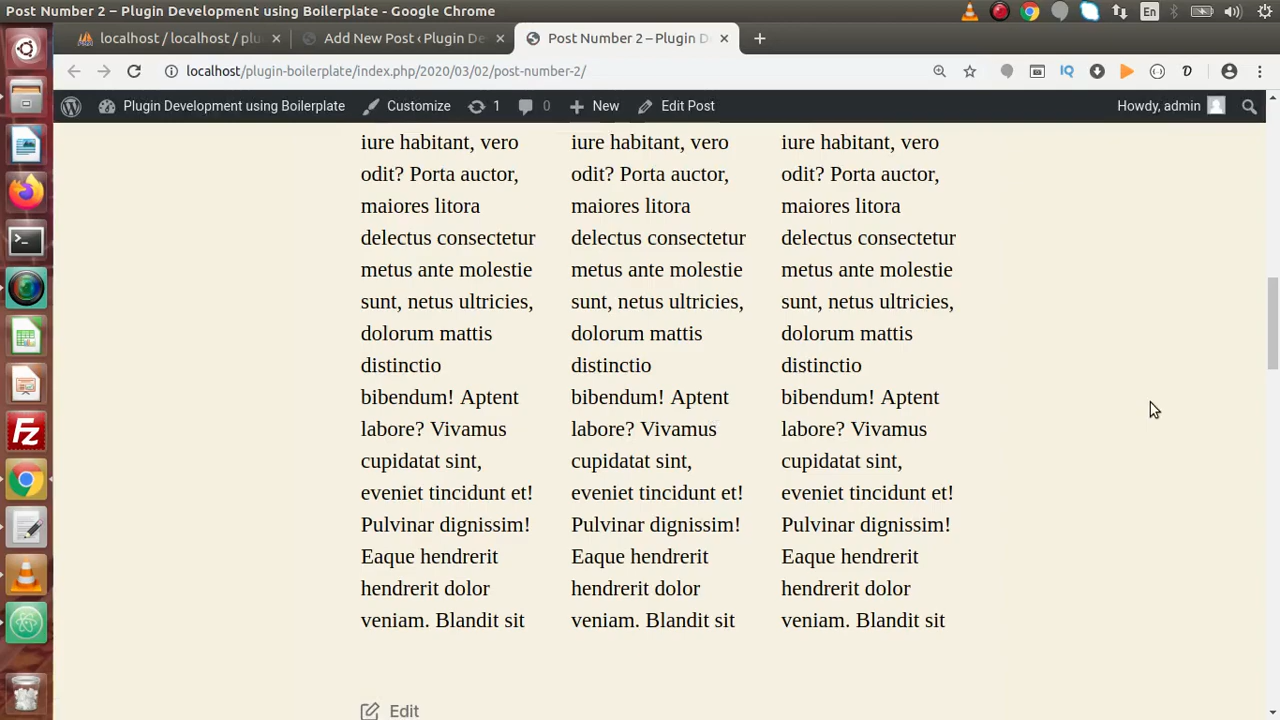 Post Number 2 – Plugin Development using Boilerplate - Google Chrome
En
localhost / localhost / plu
Add New Post ‹ Plugin De
Post Number 2 – Plugin D
localhost/plugin-boilerplate/index.php/2020/03/02/post-number-2/
IQ
Plugin Development using Boilerplate
Customize
1
0
New
Edit Post
Howdy, admin
iure habitant, vero
odit? Porta auctor,
maiores litora
delectus consectetur
metus ante molestie
sunt, netus ultricies,
dolorum mattis
distinctio
bibendum! Aptent
labore? Vivamus
cupidatat sint,
eveniet tincidunt et!
Pulvinar dignissim!
Eaque hendrerit
hendrerit dolor
veniam. Blandit sit
iure habitant, vero
odit? Porta auctor,
maiores litora
delectus consectetur
metus ante molestie
sunt, netus ultricies,
dolorum mattis
distinctio
bibendum! Aptent
labore? Vivamus
cupidatat sint,
eveniet tincidunt et!
Pulvinar dignissim!
Eaque hendrerit
hendrerit dolor
veniam. Blandit sit
iure habitant, vero
odit? Porta auctor,
maiores litora
delectus consectetur
metus ante molestie
sunt, netus ultricies,
dolorum mattis
distinctio
bibendum! Aptent
labore? Vivamus
cupidatat sint,
eveniet tincidunt et!
Pulvinar dignissim!
Eaque hendrerit
hendrerit dolor
veniam. Blandit sit
Edit